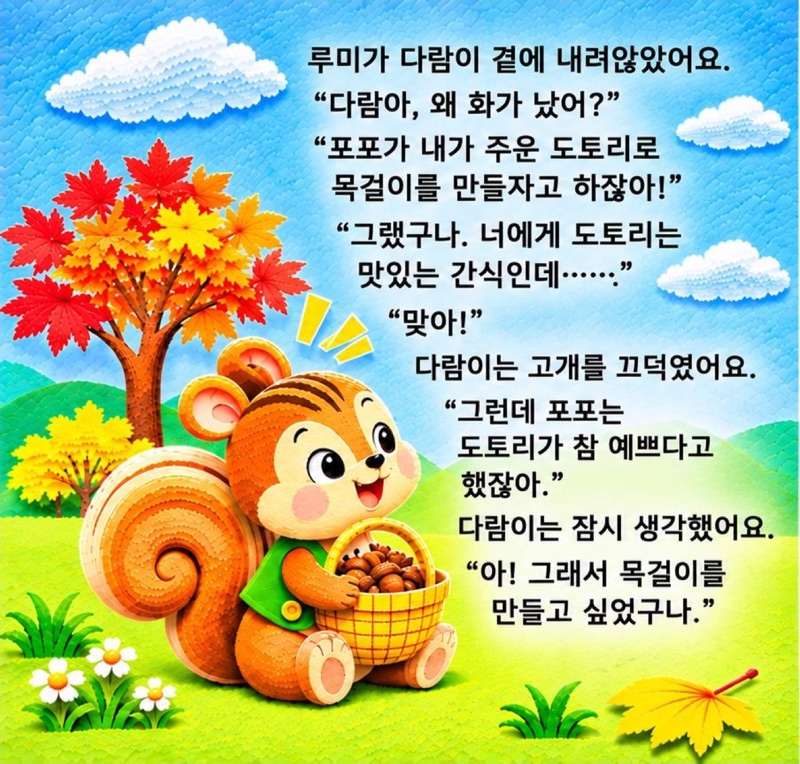 루미가 다람이 곁에 내려앉았어요.
“다람아, 왜 화가 났어?”
“포포가 내가 주운 도토리로
목걸이를 만들자고 하잖아!”
“그랬구나. 너에게 도토리는
맛있는 간식인데…….”
“맞아!”
다람이는 고개를 끄덕였어요.
“그런데 포포는
도토리가 참 예쁘다고
했잖아.”
다람이는 잠시 생각했어요.
“아! 그래서 목걸이를
만들고 싶었구나.”